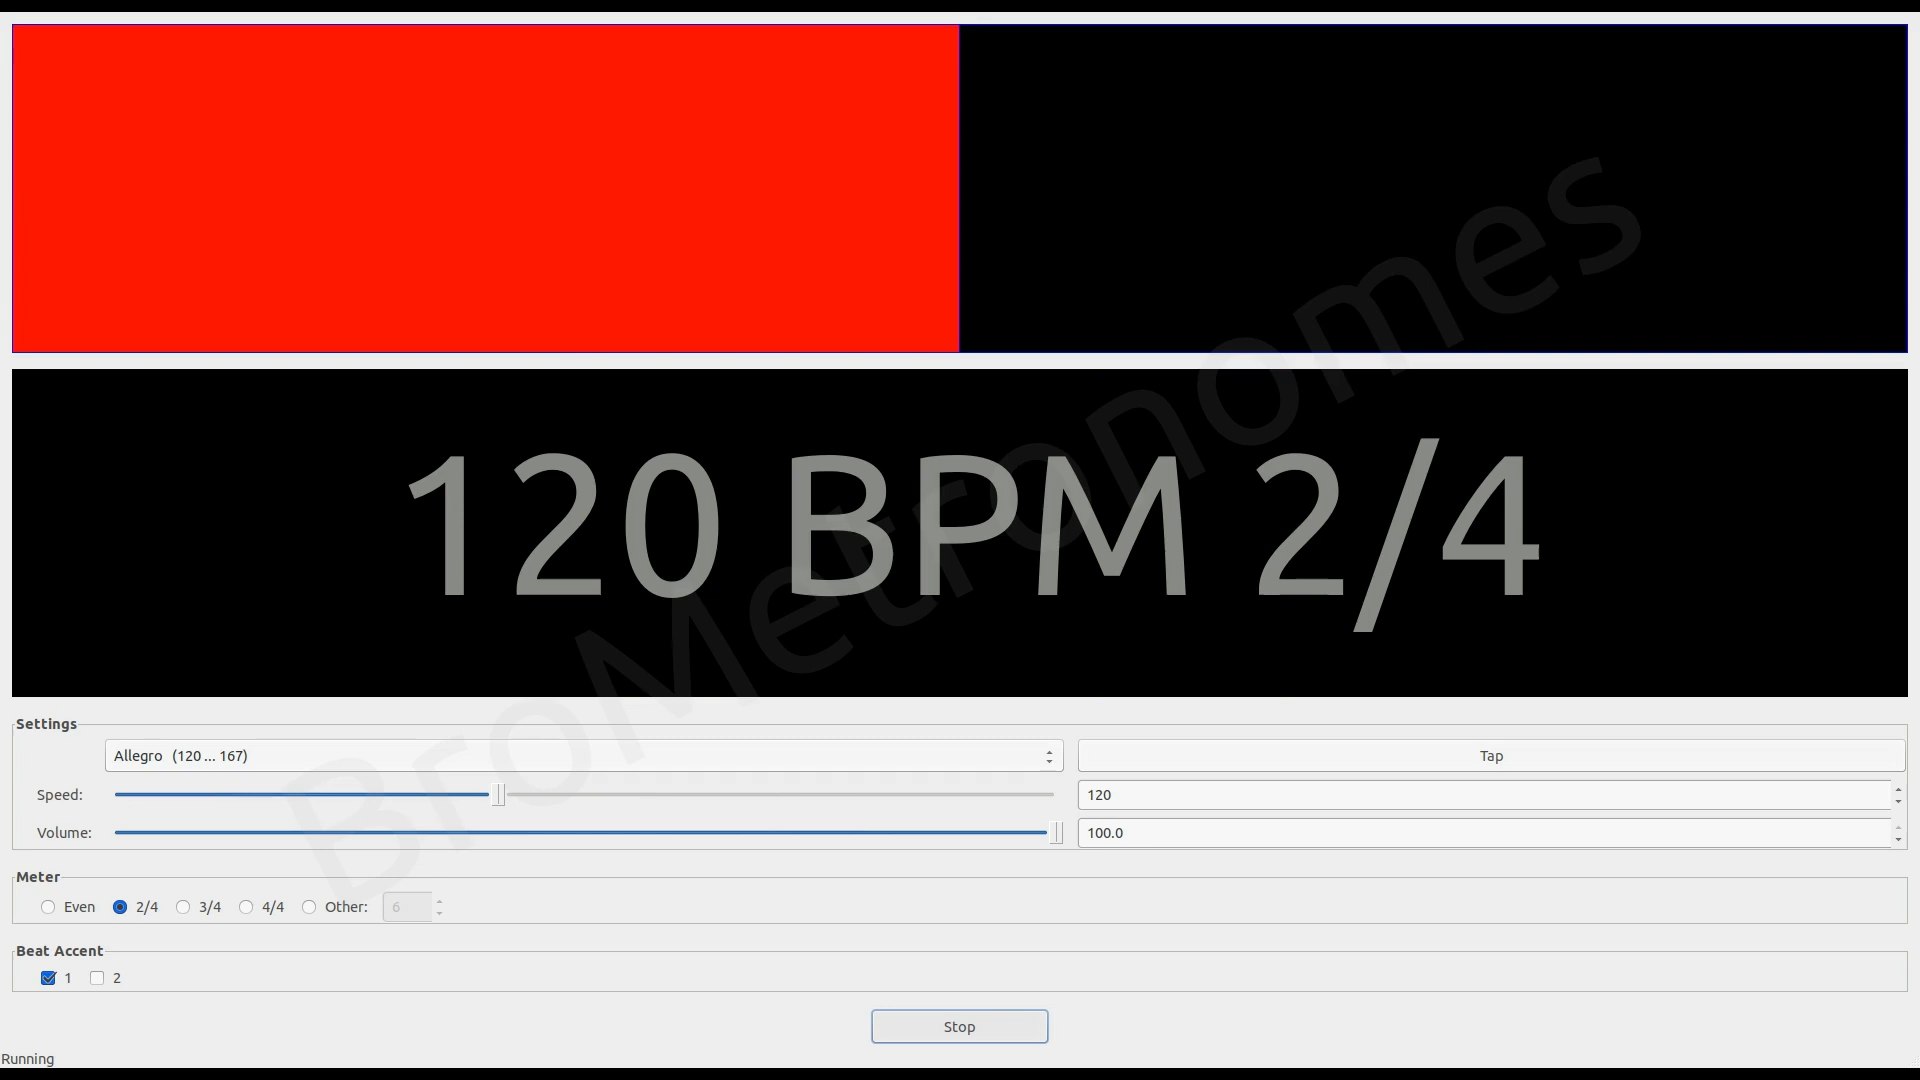 120 BPM 2/4
BroMetronomes
Settings
Allegro (120 ... 167)
Tap
Speed:
120
Volume:
100.0
Meter
Even 2/4 3/4 4/4 Other: 6
Beat Accent
1 2
Stop
Running